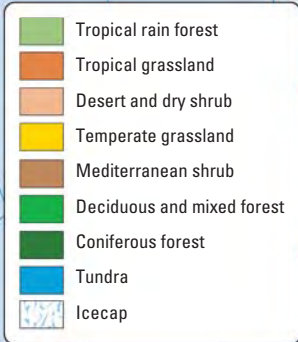 Tropical rain forest
Tropical grassland
Desert and dry shrub
Temperate grassland
Mediterranean shrub
Deciduous and mixed forest
Coniferous forest
Tundra
Icecap